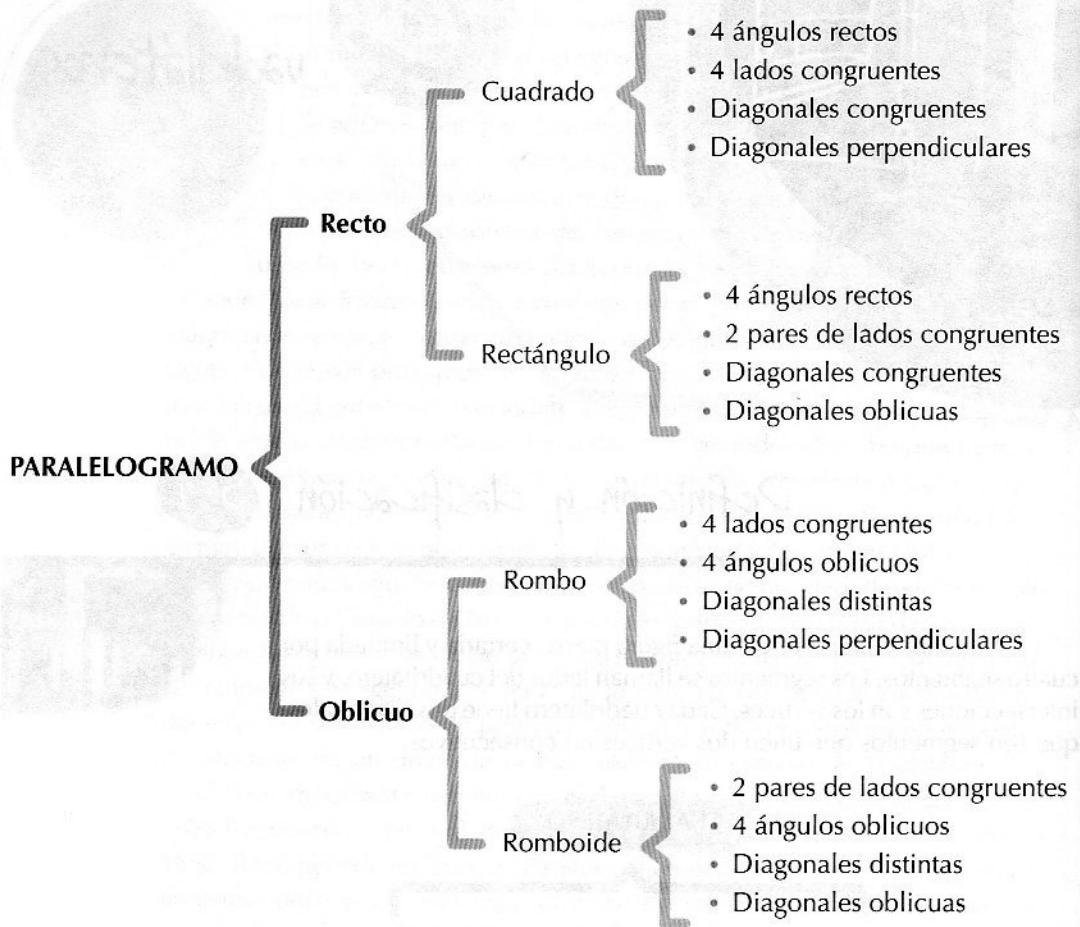 PARALELOGRAMO
Recto
Cuadrado
• 4 ángulos rectos
• 4 lados congruentes
• Diagonales congruentes
• Diagonales perpendiculares
Rectángulo
• 4 ángulos rectos
• 2 pares de lados congruentes
• Diagonales congruentes
• Diagonales oblicuas
Oblicuo
Rombo
• 4 lados congruentes
• 4 ángulos oblicuos
• Diagonales distintas
• Diagonales perpendiculares
Romboide
• 2 pares de lados congruentes
• 4 ángulos oblicuos
• Diagonales distintas
• Diagonales oblicuas